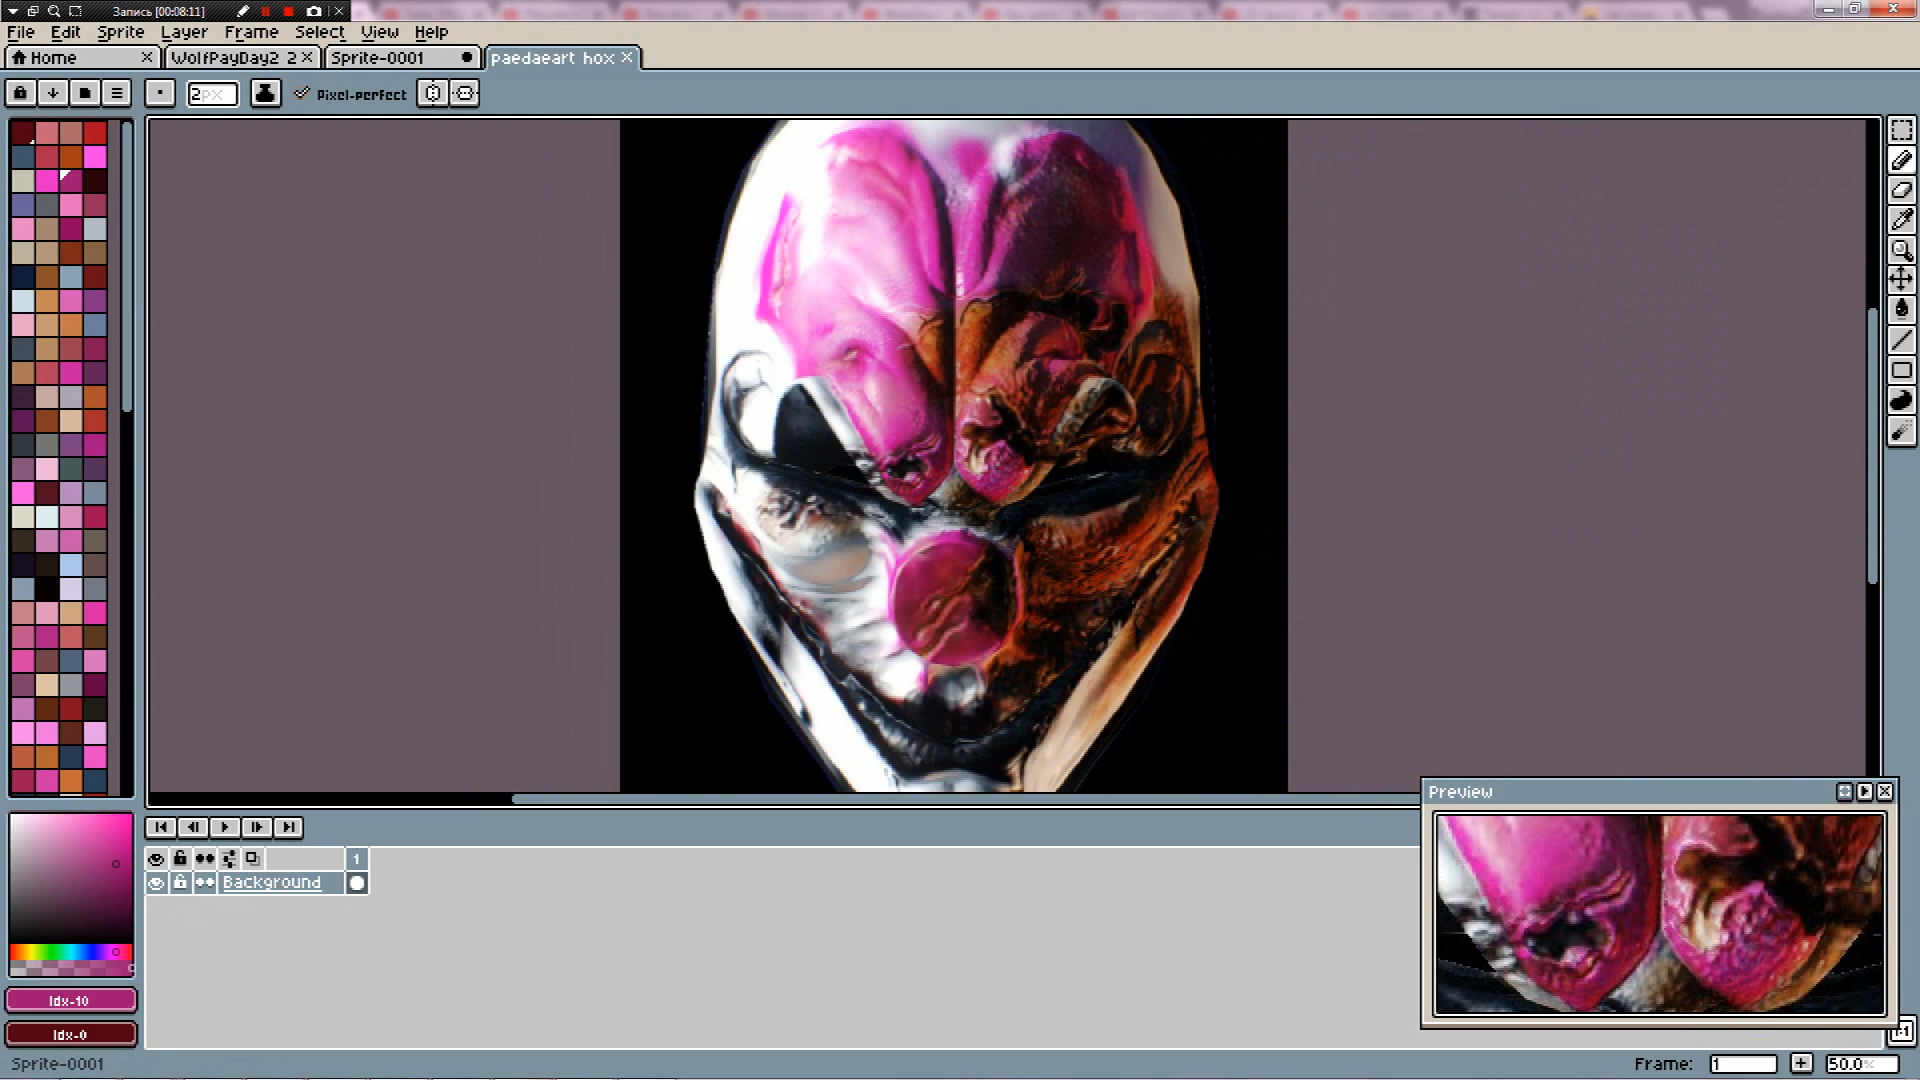 Запись [00:08:11]
File Edit Sprite Layer Frame Select View Help
Home WolfPayDay2 2 Sprite-0001 paedaeart hox
2px Pixel-perfect
Preview
1
Background
Idx-10
Idx-0
Sprite-0001 Frame: 1 + 50.0%